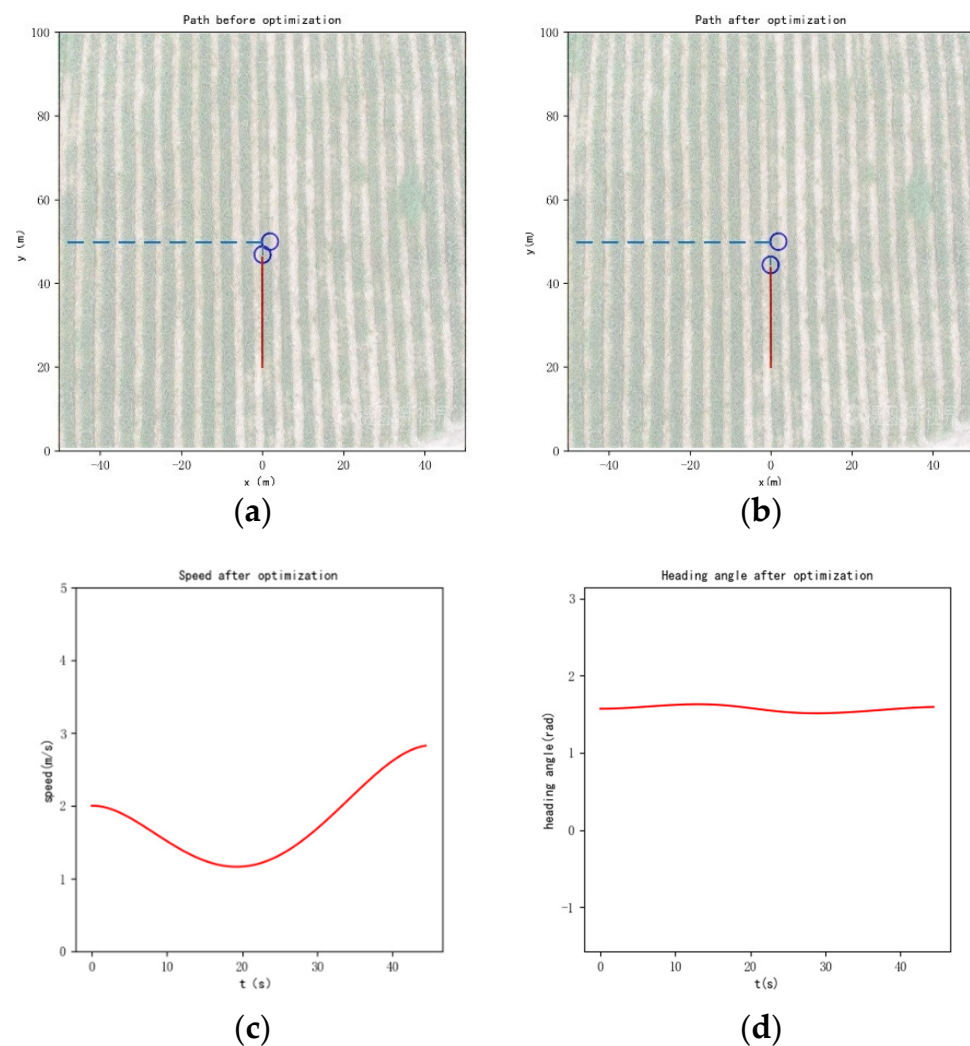 Path before optimization
Path after optimization
100
80
60
40
20
0
y (m)
−40
−20
0
20
40
x (m)
100
80
60
40
20
0
y(m)
−40
−20
0
20
40
x(m)
(a)
(b)
Speed after optimization
5
4
3
2
1
0
speed(m/s)
0
10
20
30
40
t (s)
Heading angle after optimization
3
2
1
0
−1
heading angle(rad)
0
10
20
30
40
t(s)
(c)
(d)